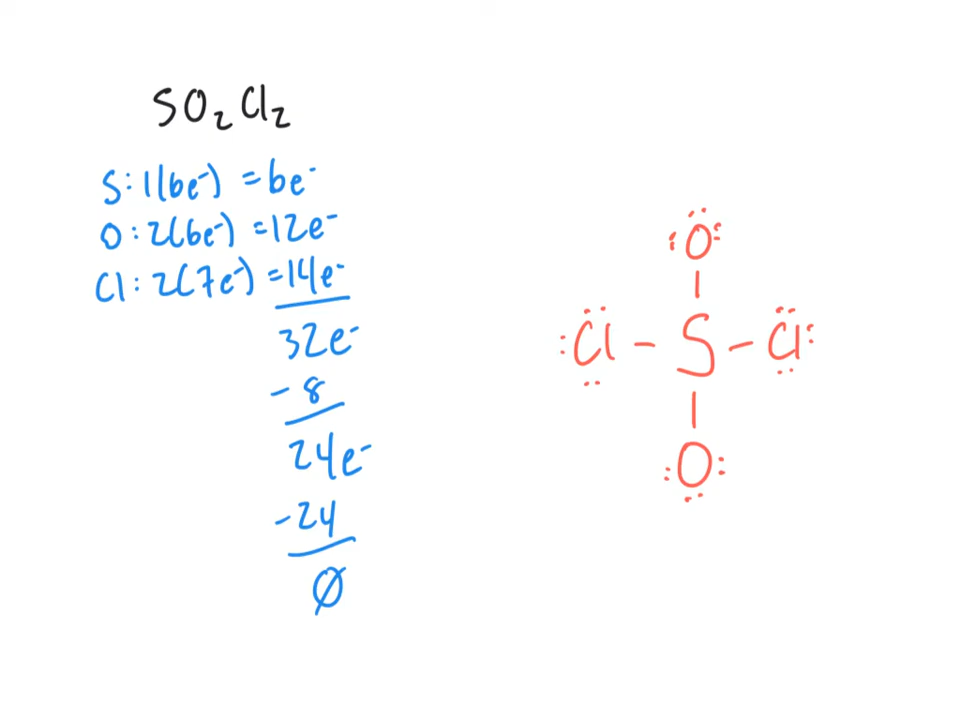 SO₂Cl₂
S: 1(6e⁻) = 6e⁻
O: 2(6e⁻) = 12e⁻
Cl: 2(7e⁻) = 14e⁻
32e⁻
- 8
24e⁻
- 24
Ø
:Ö:
|
:Cl - S - Cl:
|
:O: